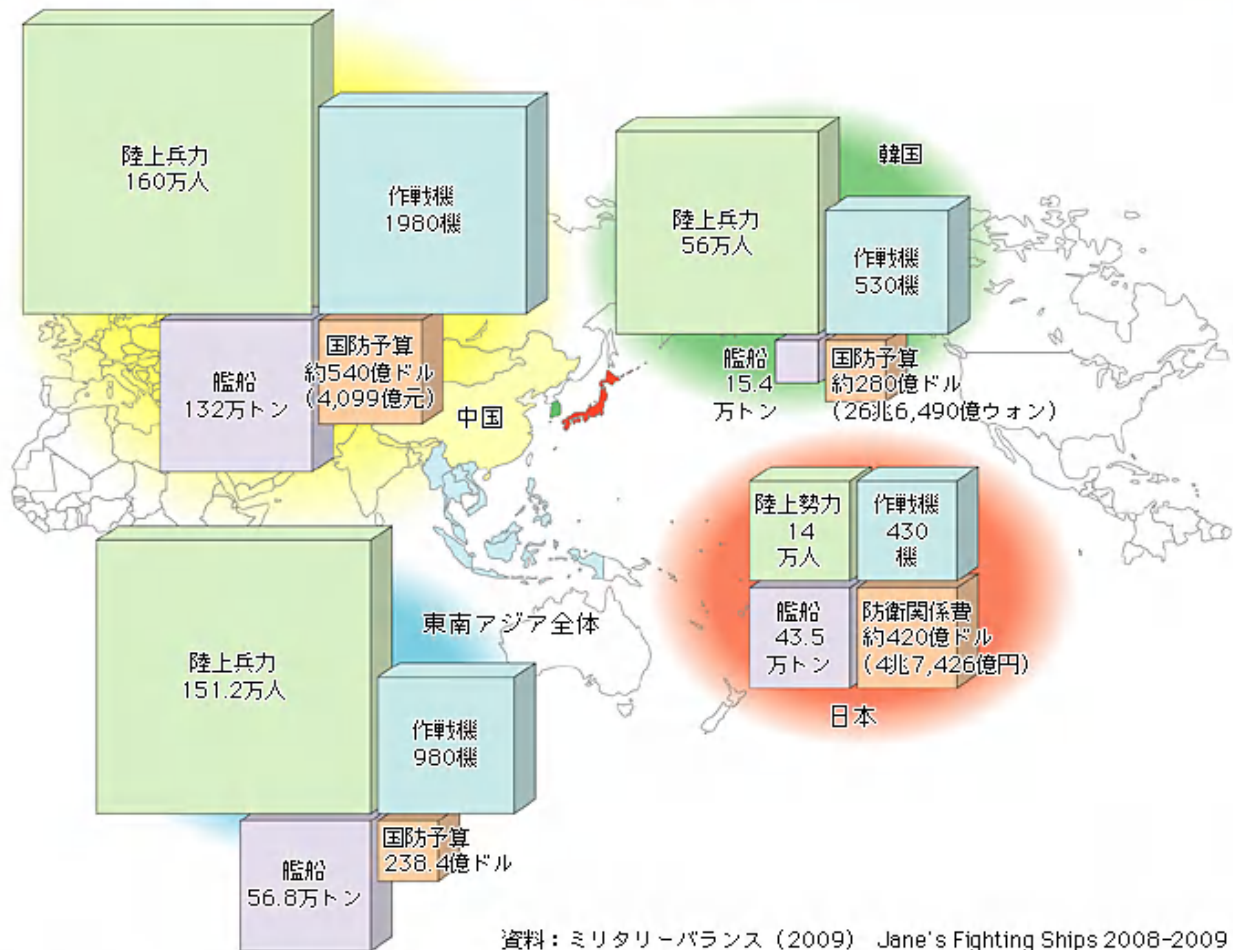 陸上兵力
160万人
作戦機
1980機
艦船
132万トン
国防予算
約540億ドル
(4,099億元)
中国
韓国
陸上兵力
56万人
作戦機
530機
艦船
15.4
万トン
国防予算
約280億ドル
(26兆6,490億ウォン)
陸上勢力
14
万人
作戦機
430
機
艦船
43.5
万トン
防衛関係費
約420億ドル
(4兆7,426億円)
日本
東南アジア全体
陸上兵力
151.2万人
作戦機
980機
艦船
56.8万トン
国防予算
238.4億ドル
資料：ミリタリーバランス（2009） Jane's Fighting Ships 2008-2009